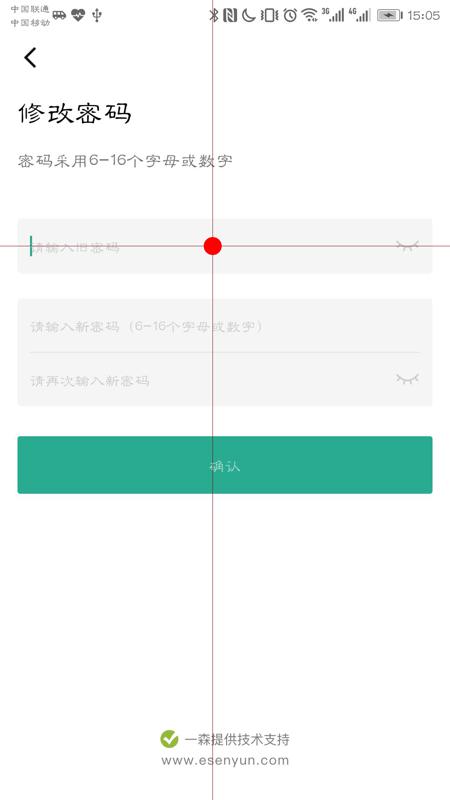 中国联通
中国移动
3G
4G
15:05
修改密码
密码采用6-16个字母或数字
请输入旧密码
请输入新密码（6-16个字母或数字）
请再次输入新密码
确认
一森提供技术支持
www.esenyun.com